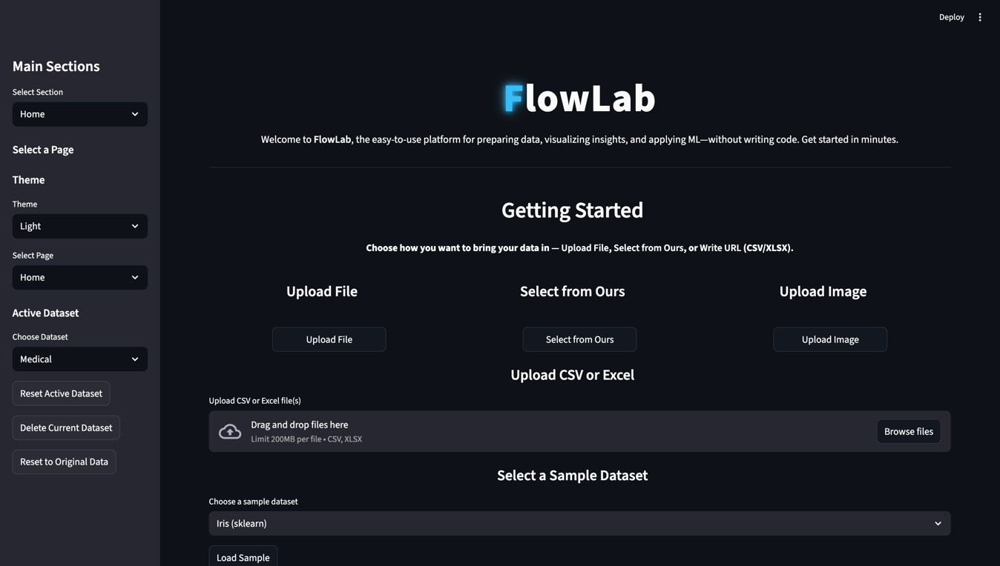 Deploy
Main Sections
Select Section
Home
Select a Page
Theme
Theme
Light
Select Page
Home
Active Dataset
Choose Dataset
Medical
Reset Active Dataset
Delete Current Dataset
Reset to Original Data
FlowLab
Welcome to FlowLab, the easy-to-use platform for preparing data, visualizing insights, and applying ML—without writing code. Get started in minutes.
Getting Started
Choose how you want to bring your data in — Upload File, Select from Ours, or Write URL (CSV/XLSX).
Upload File
Select from Ours
Upload Image
Upload File
Select from Ours
Upload Image
Upload CSV or Excel
Upload CSV or Excel file(s)
Drag and drop files here
Limit 200MB per file • CSV, XLSX
Browse files
Select a Sample Dataset
Choose a sample dataset
Iris (sklearn)
Load Sample